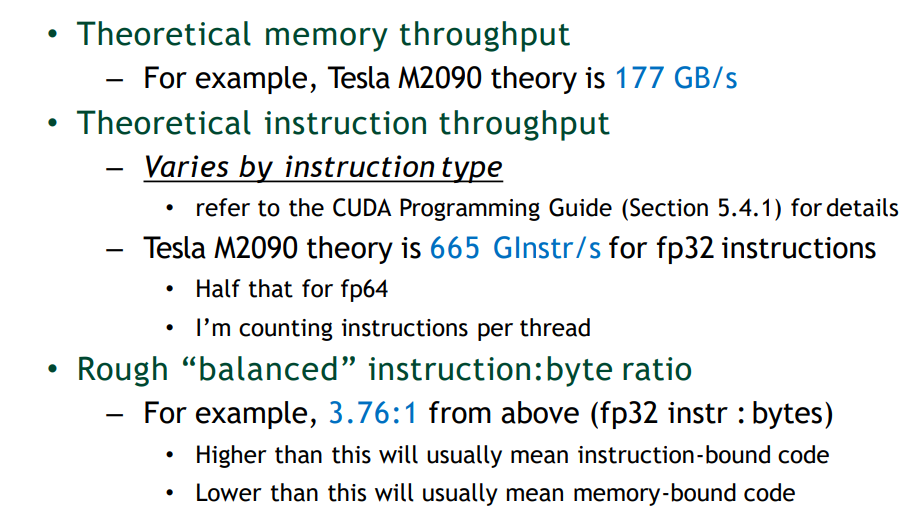 • Theoretical memory throughput
– For example, Tesla M2090 theory is 177 GB/s
• Theoretical instruction throughput
– Varies by instruction type
• refer to the CUDA Programming Guide (Section 5.4.1) for details
– Tesla M2090 theory is 665 GInstr/s for fp32 instructions
• Half that for fp64
• I’m counting instructions per thread
• Rough “balanced” instruction:byte ratio
– For example, 3.76:1 from above (fp32 instr : bytes)
• Higher than this will usually mean instruction-bound code
• Lower than this will usually mean memory-bound code